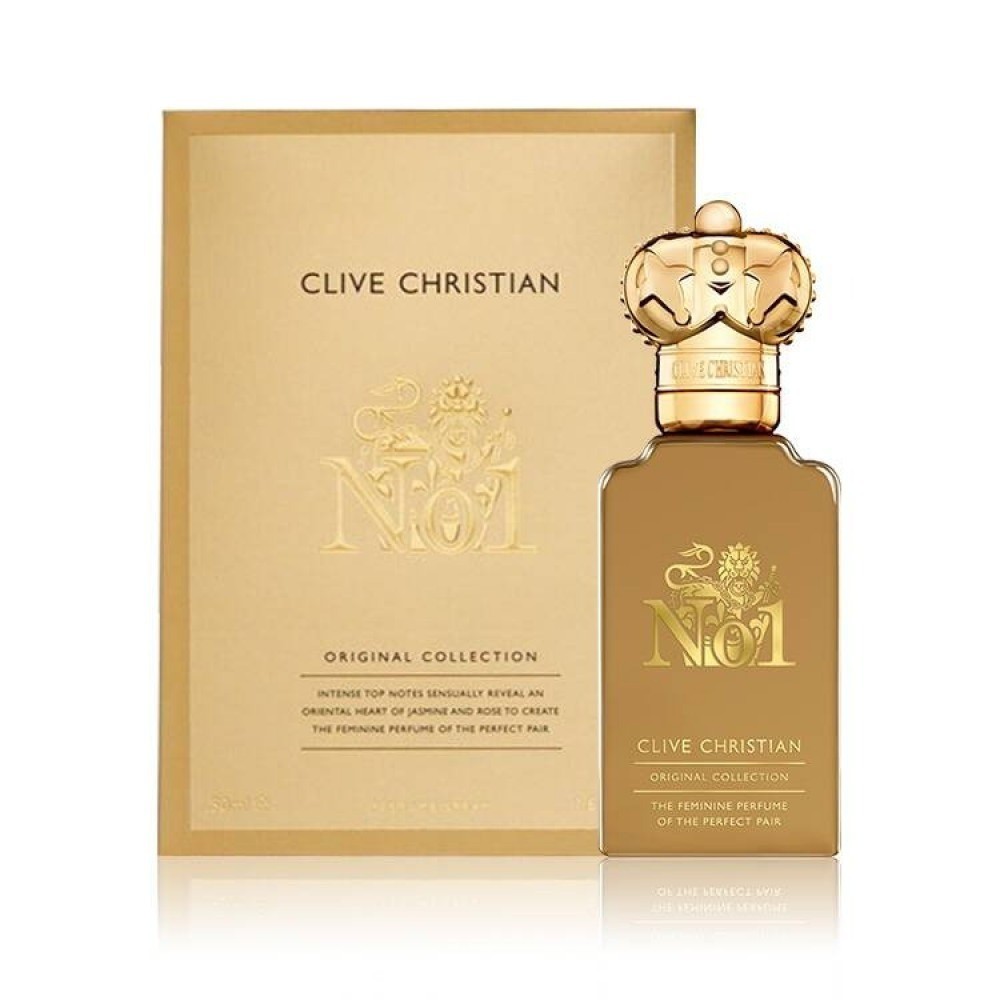 CLIVE CHRISTIAN
No1
ORIGINAL COLLECTION
INTENSE TOP NOTES SENSUALLY REVEAL AN
ORIENTAL HEART OF JASMINE AND ROSE TO CREATE
THE FEMININE PERFUME OF THE PERFECT PAIR
50ml
CLIVE CHRISTIAN
No1
CLIVE CHRISTIAN
ORIGINAL COLLECTION
THE FEMININE PERFUME
OF THE PERFECT PAIR